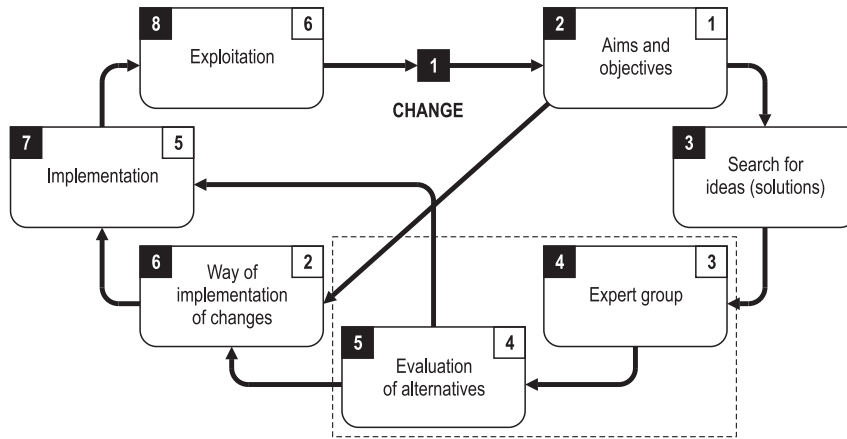 8
6
Exploitation
1
CHANGE
2
1
Aims and
objectives
7
5
Implementation
3
Search for
ideas (solutions)
6
2
Way of
implementation
of changes
4
3
Expert group
5
4
Evaluation
of alternatives